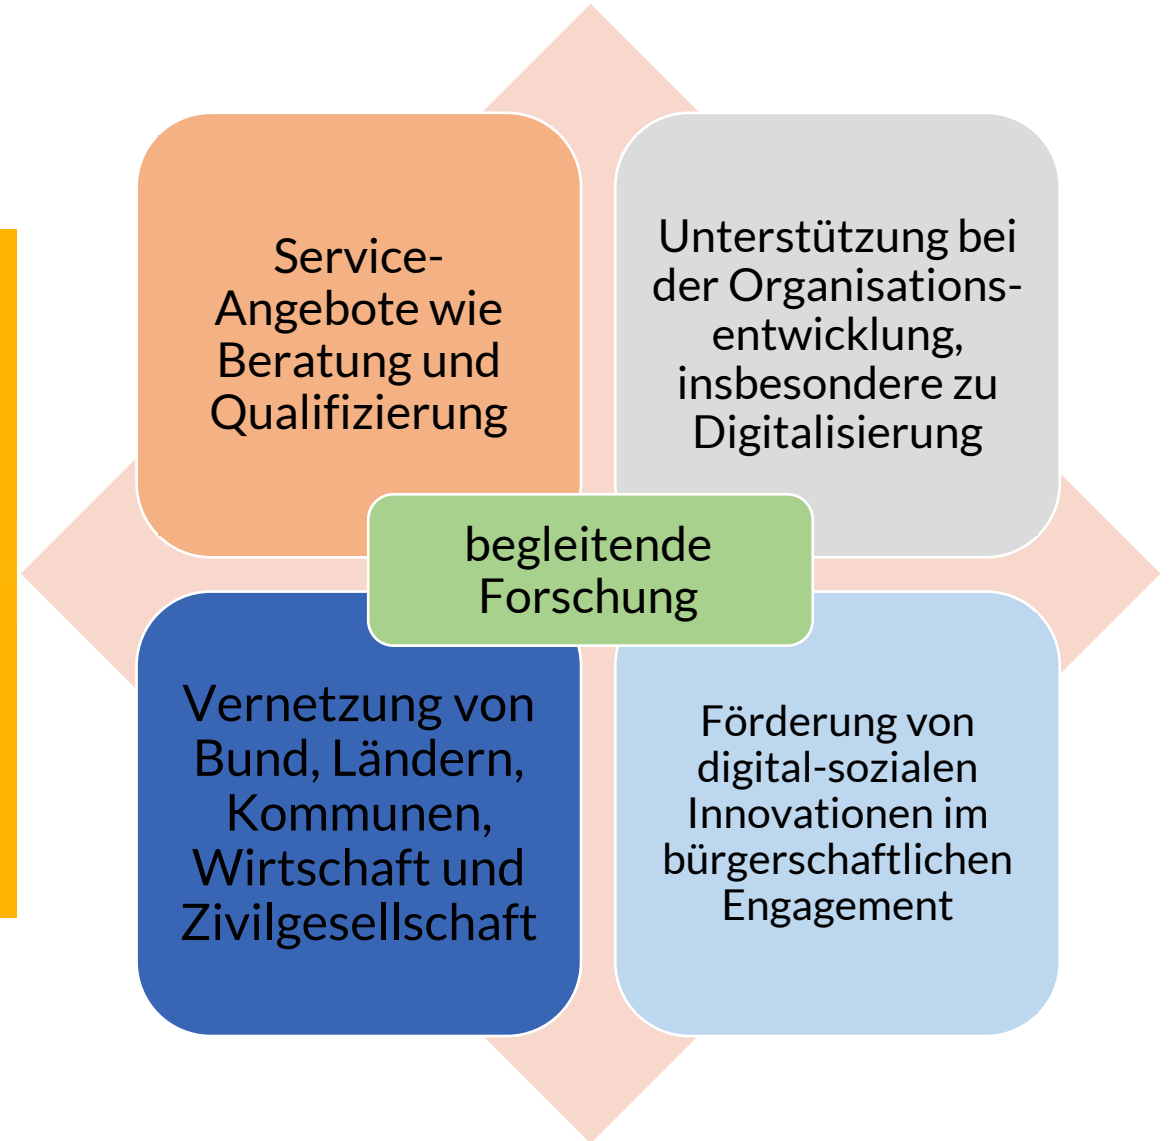 Service-
Angebote wie
Beratung und
Qualifizierung
Unterstützung bei
der Organisations-
entwicklung,
insbesondere zu
Digitalisierung
begleitende
Forschung
Vernetzung von
Bund, Ländern,
Kommunen,
Wirtschaft und
Zivilgesellschaft
Förderung von
digital-sozialen
Innovationen im
bürgerschaftlichen
Engagement